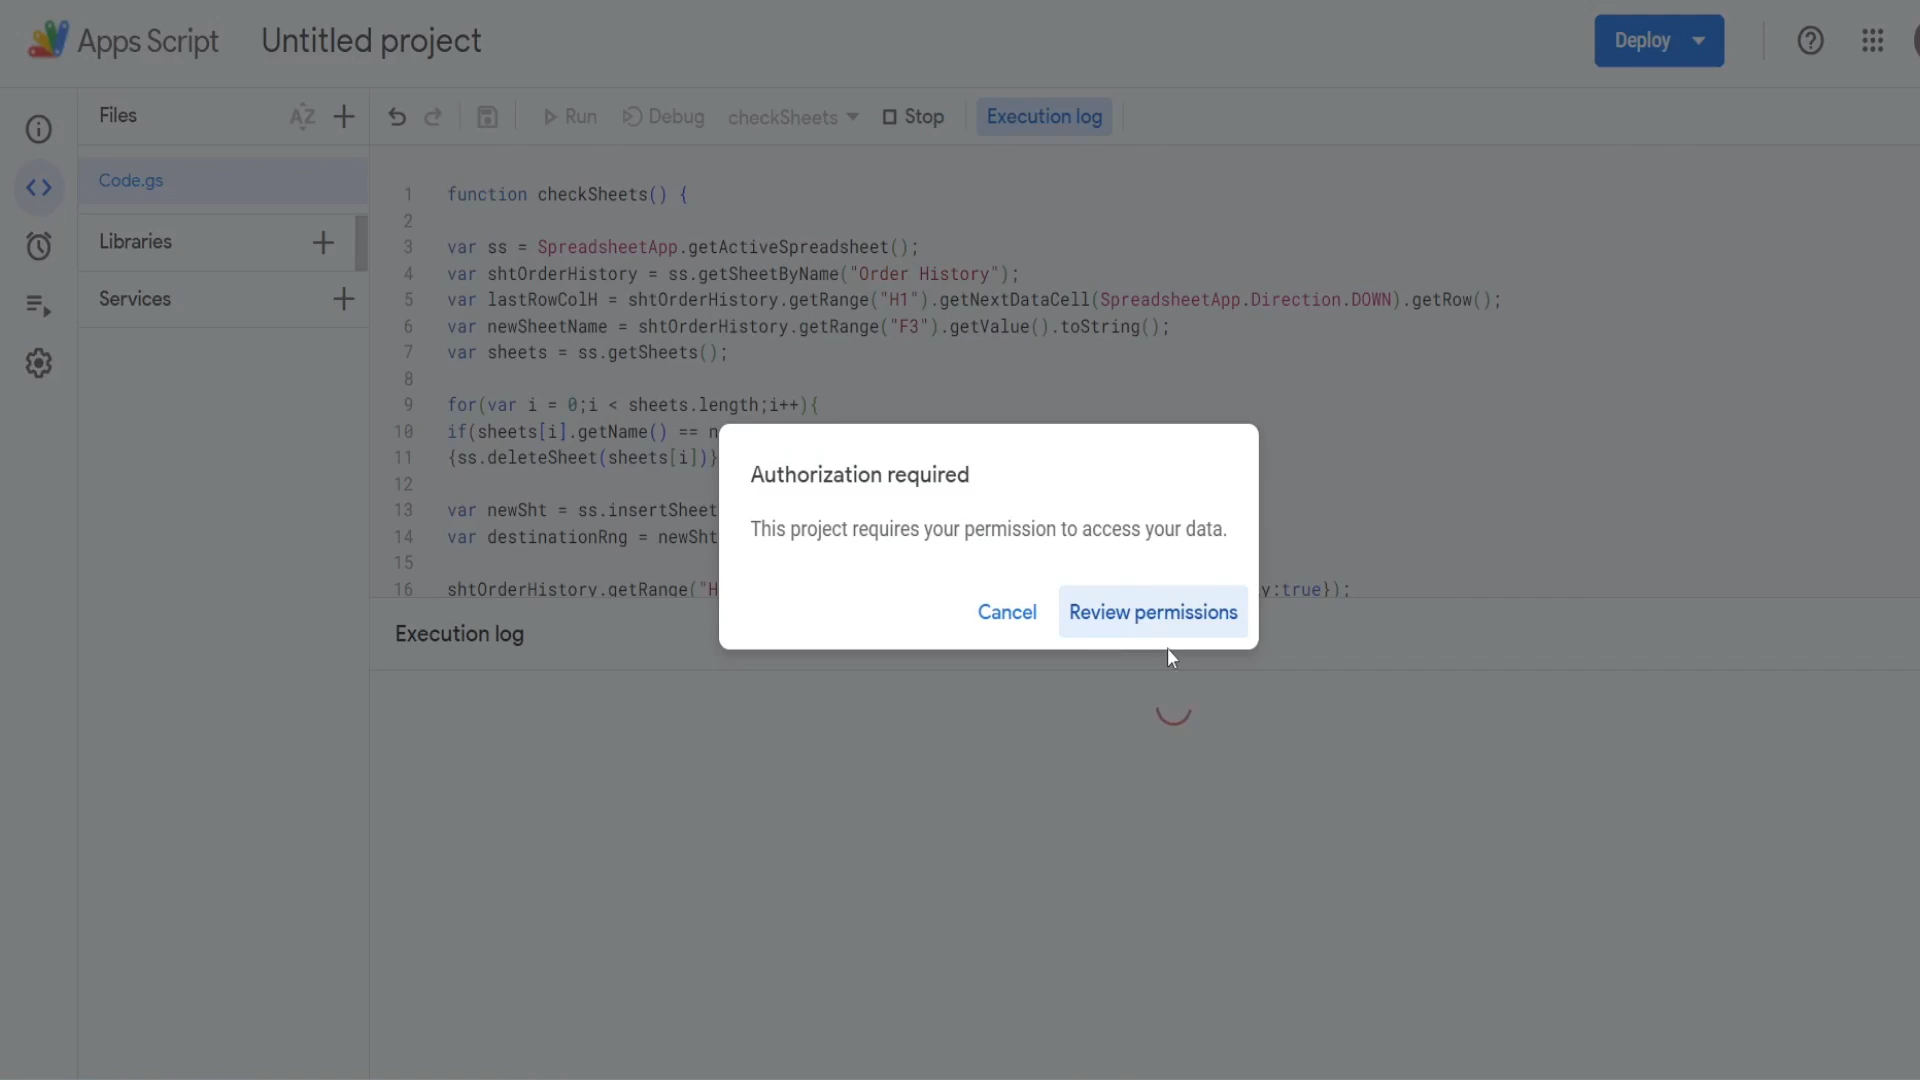 Apps Script Untitled project Deploy
Files AZ Run Debug checkSheets Stop Execution log
Code.gs
Libraries
Services
1 function checkSheets() {
2
3 var ss = SpreadsheetApp.getActiveSpreadsheet();
4 var shtOrderHistory = ss.getSheetByName("Order History");
5 var lastRowColH = shtOrderHistory.getRange("H1").getNextDataCell(SpreadsheetApp.Direction.DOWN).getRow();
6 var newSheetName = shtOrderHistory.getRange("F3").getValue().toString();
7 var sheets = ss.getSheets();
8
9 for(var i = 0;i < sheets.length;i++){
10 if(sheets[i].getName() == n
11 {ss.deleteSheet(sheets[i])}
12
13 var newSht = ss.insertSheet
14 var destinationRng = newSht
15
16 shtOrderHistory.getRange("H y:true});
Authorization required
This project requires your permission to access your data.
Cancel Review permissions
Execution log